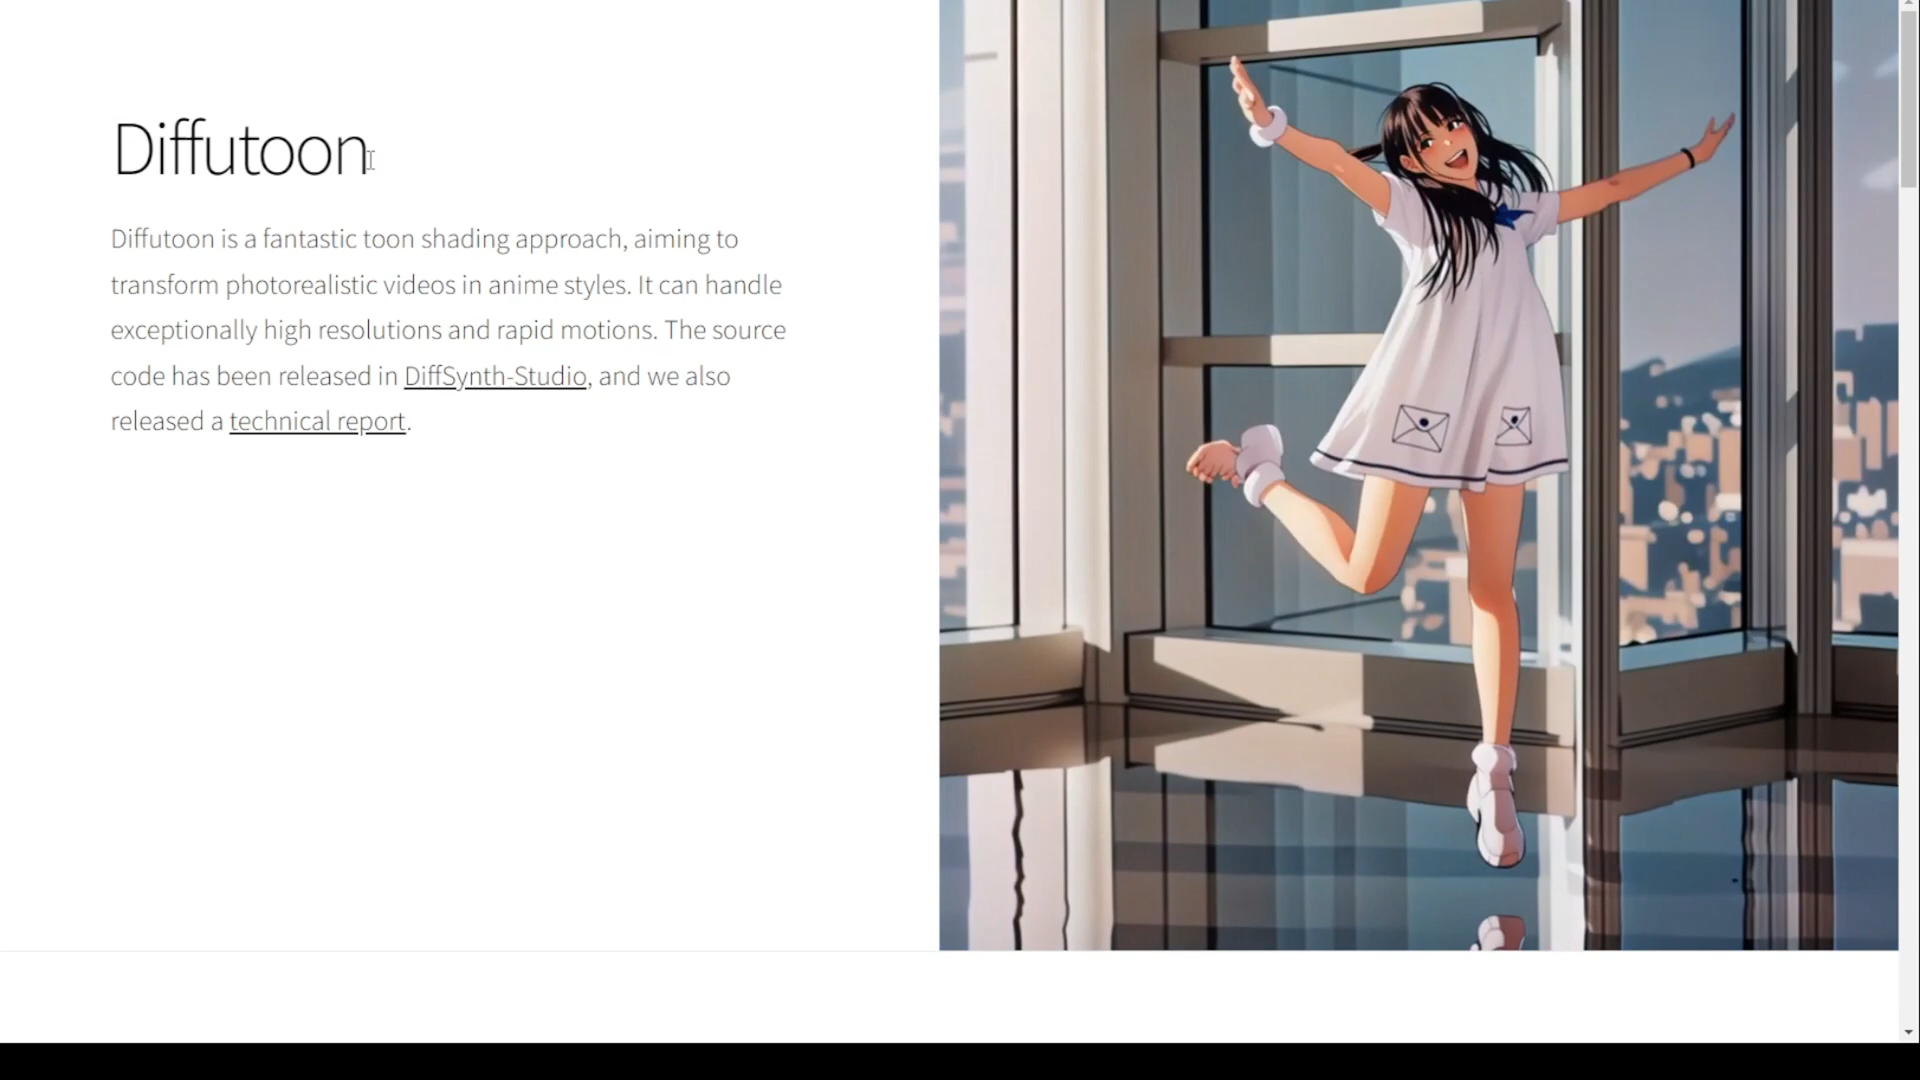 Diffutoon
Diffutoon is a fantastic toon shading approach, aiming to
transform photorealistic videos in anime styles. It can handle
exceptionally high resolutions and rapid motions. The source
code has been released in DiffSynth-Studio, and we also
released a technical report.